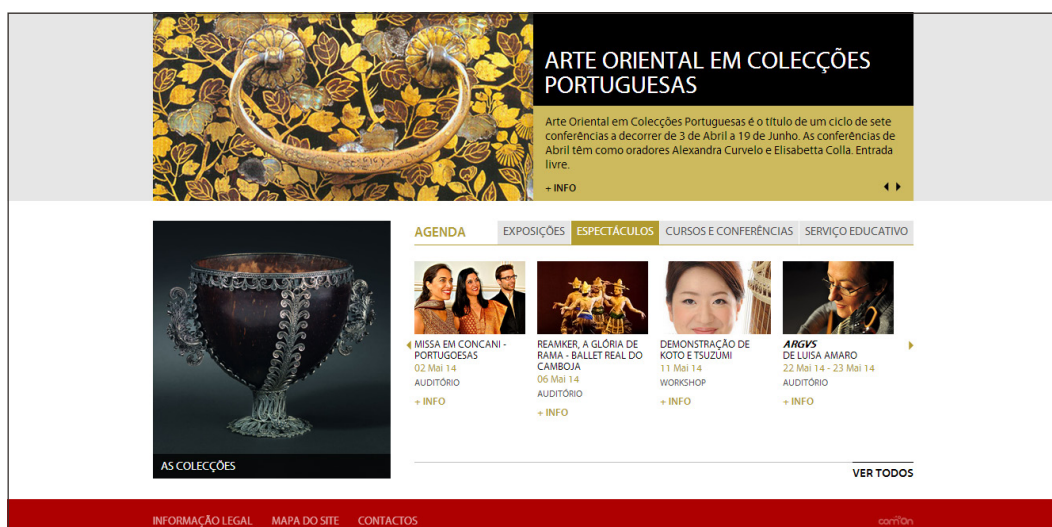 ARTE ORIENTAL EM COLECÇÕES
PORTUGUESAS
Arte Oriental em Colecções Portuguesas é o título de um ciclo de sete
conferências a decorrer de 3 de Abril a 19 de Junho. As conferências de
Abril têm como oradores Alexandra Curvelo e Elisabetta Colla. Entrada
livre.
+ INFO
AS COLECÇÕES
AGENDA
EXPOSIÇÕES
ESPECTÁCULOS
CURSOS E CONFERÊNCIAS
SERVIÇO EDUCATIVO
MISSA EM CONCANI -
PORTUGOESAS
02 Mai 14
AUDITÓRIO
+ INFO
REAMKER, A GLÓRIA DE
RAMA - BALLET REAL DO
CAMBOJA
06 Mai 14
AUDITÓRIO
+ INFO
DEMONSTRAÇÃO DE
KOTO E TSUZUMI
11 Mai 14
WORKSHOP
+ INFO
ARGVS
DE LUISA AMARO
22 Mai 14 - 23 Mai 14
AUDITÓRIO
+ INFO
VER TODOS
INFORMAÇÃO LEGAL
MAPA DO SITE
CONTACTOS